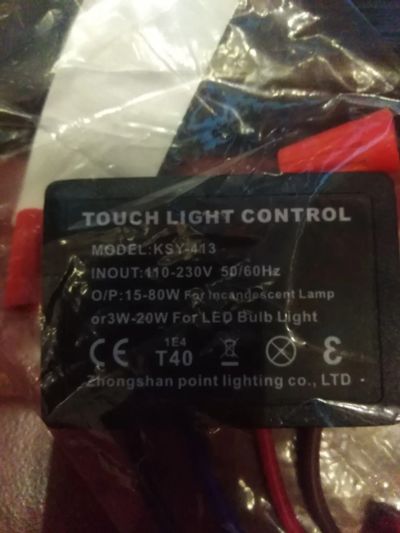 TOUCH LIGHT CONTROL
MODEL:KSY-413
INOUT:110-230V 50/60Hz
O/P:15-80W For Incandescent Lamp
or3W-20W For LED Bulb Light
CE 1E4
T40
Zhongshan point lighting co., LTD